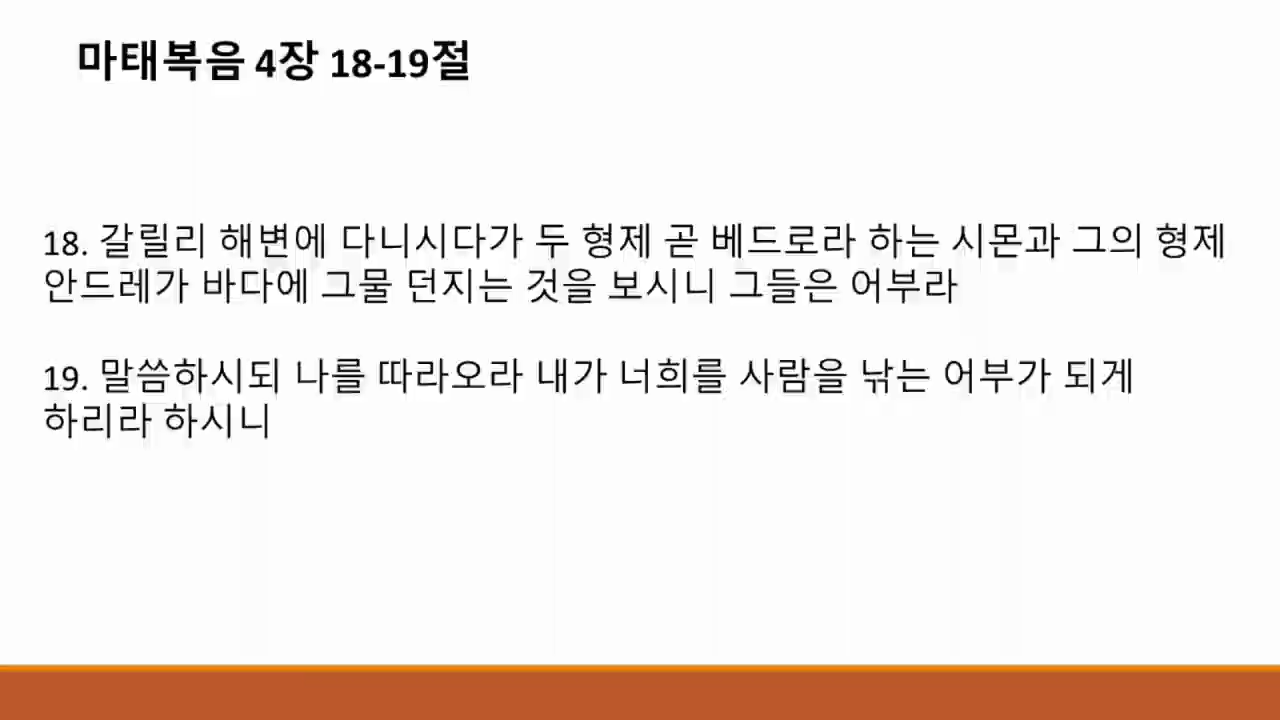 마태복음 4장 18-19절
18. 갈릴리 해변에 다니시다가 두 형제 곧 베드로라 하는 시몬과 그의 형제
안드레가 바다에 그물 던지는 것을 보시니 그들은 어부라
19. 말씀하시되 나를 따라오라 내가 너희를 사람을 낚는 어부가 되게
하리라 하시니